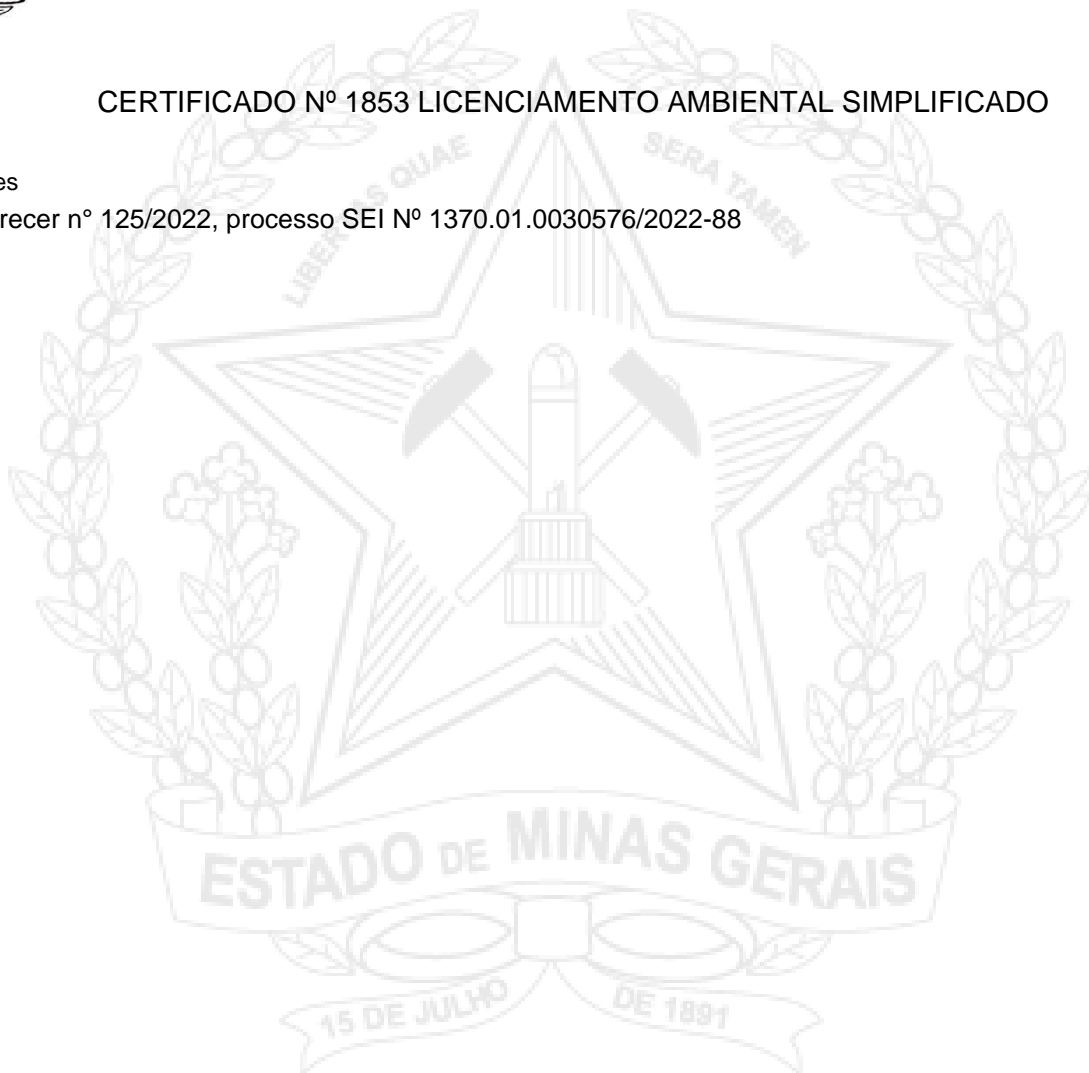 CERTIFICADO Nº 1853 LICENCIAMENTO AMBIENTAL SIMPLIFICADO
es
recer n° 125/2022, processo SEI Nº 1370.01.0030576/2022-88
LIBERTAS QUAE SERA TAMEN
ESTADO DE MINAS GERAIS
15 DE JULHO DE 1891